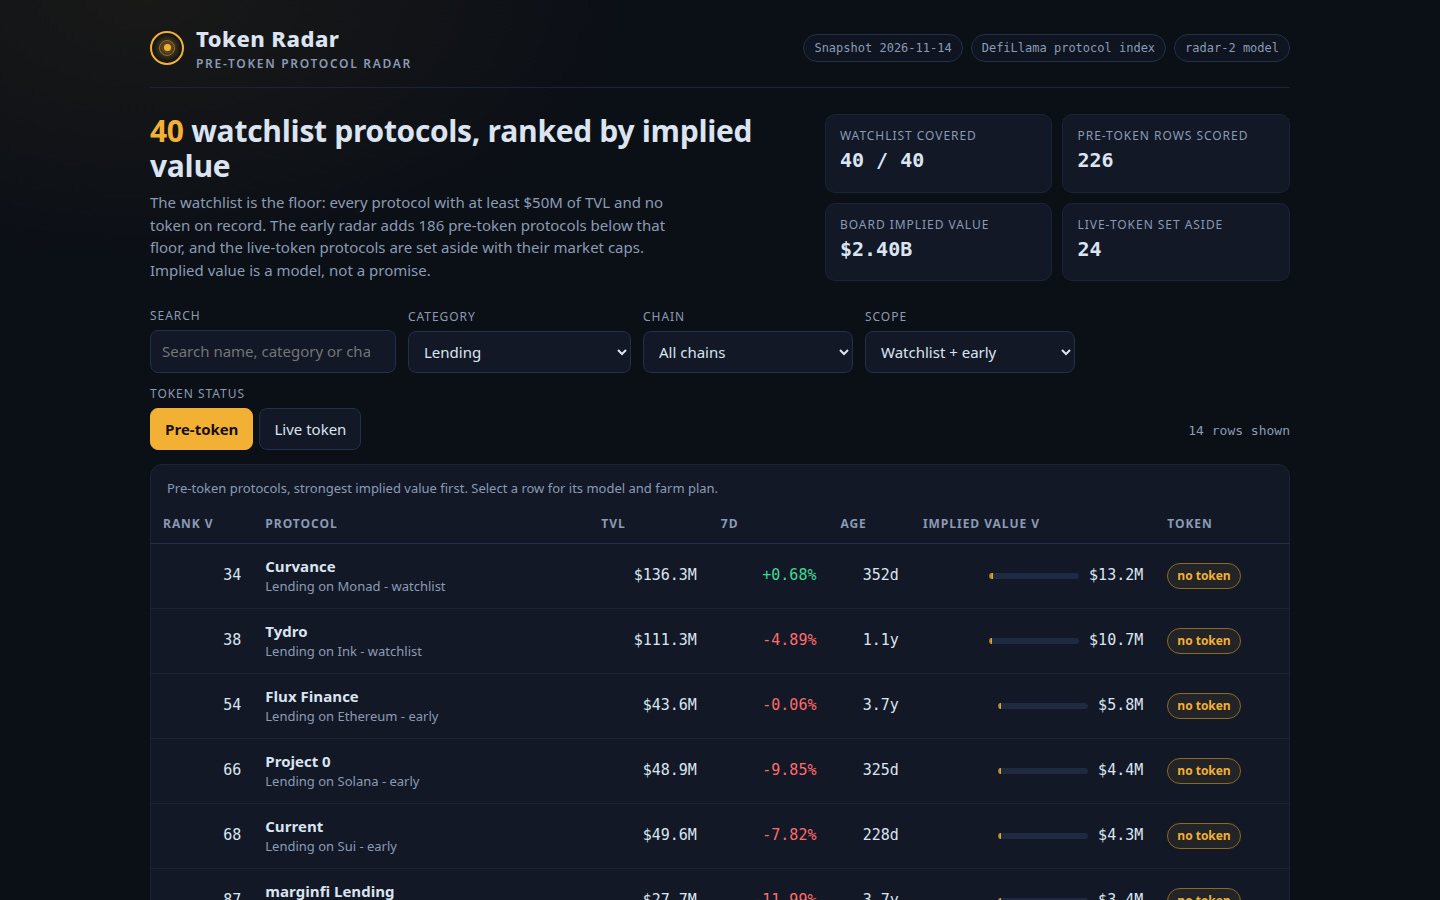 Token Radar
PRE-TOKEN PROTOCOL RADAR
Snapshot 2026-11-14
DefiLlama protocol index
radar-2 model
40 watchlist protocols, ranked by implied
value
The watchlist is the floor: every protocol with at least $50M of TVL and no
token on record. The early radar adds 186 pre-token protocols below that
floor, and the live-token protocols are set aside with their market caps.
Implied value is a model, not a promise.
WATCHLIST COVERED
40 / 40
PRE-TOKEN ROWS SCORED
226
BOARD IMPLIED VALUE
$2.40B
LIVE-TOKEN SET ASIDE
24
SEARCH
Search name, category or cha
CATEGORY
Lending
CHAIN
All chains
SCOPE
Watchlist + early
TOKEN STATUS
Pre-token
Live token
14 rows shown
Pre-token protocols, strongest implied value first. Select a row for its model and farm plan.
RANK V PROTOCOL TVL 7D AGE IMPLIED VALUE V TOKEN
34 Curvance $136.3M +0.68% 352d $13.2M no token
Lending on Monad - watchlist
38 Tydro $111.3M -4.89% 1.1y $10.7M no token
Lending on Ink - watchlist
54 Flux Finance $43.6M -0.06% 3.7y $5.8M no token
Lending on Ethereum - early
66 Project 0 $48.9M -9.85% 325d $4.4M no token
Lending on Solana - early
68 Current $49.6M -7.82% 228d $4.3M no token
Lending on Sui - early
87 marginfi Lending $27.7M 11.99% 3.7y $3.4M no token